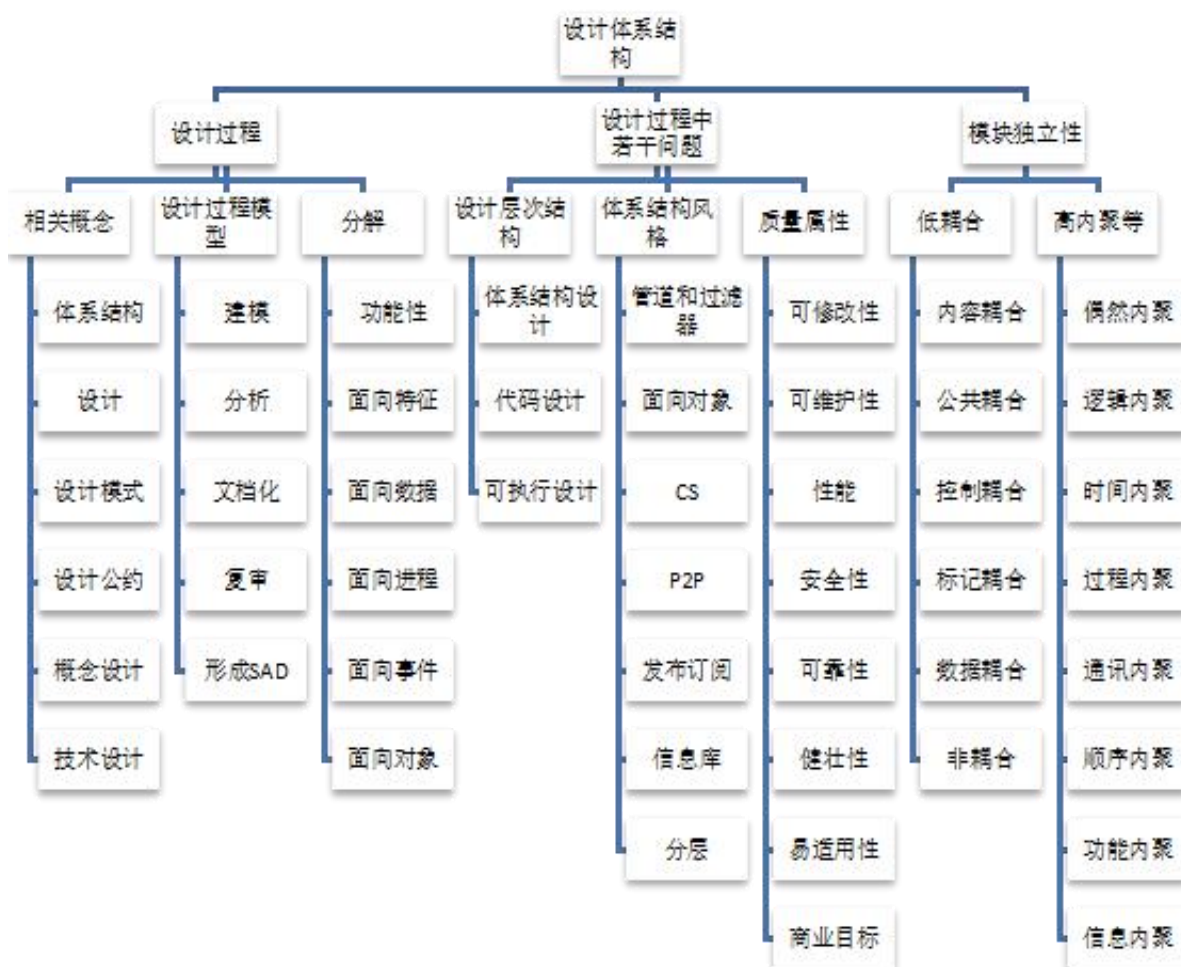 设计体系结
构
设计过程
设计过程中
若干问题
模块独立性
相关概念
设计过程模
型
分解
设计层次结
构
体系结构风
格
质量属性
低耦合
高内聚等
体系结构
建模
功能性
体系结构设
计
管道和过滤
器
可修改性
内容耦合
偶然内聚
设计
分析
面向特征
代码设计
面向对象
可维护性
公共耦合
逻辑内聚
设计模式
文档化
面向数据
可执行设计
CS
性能
控制耦合
时间内聚
设计公约
复审
面向进程
P2P
安全性
标记耦合
过程内聚
概念设计
形成SAD
面向事件
发布订阅
可靠性
数据耦合
通讯内聚
技术设计
面向对象
信息库
健壮性
非耦合
顺序内聚
分层
易适用性
功能内聚
商业目标
信息内聚